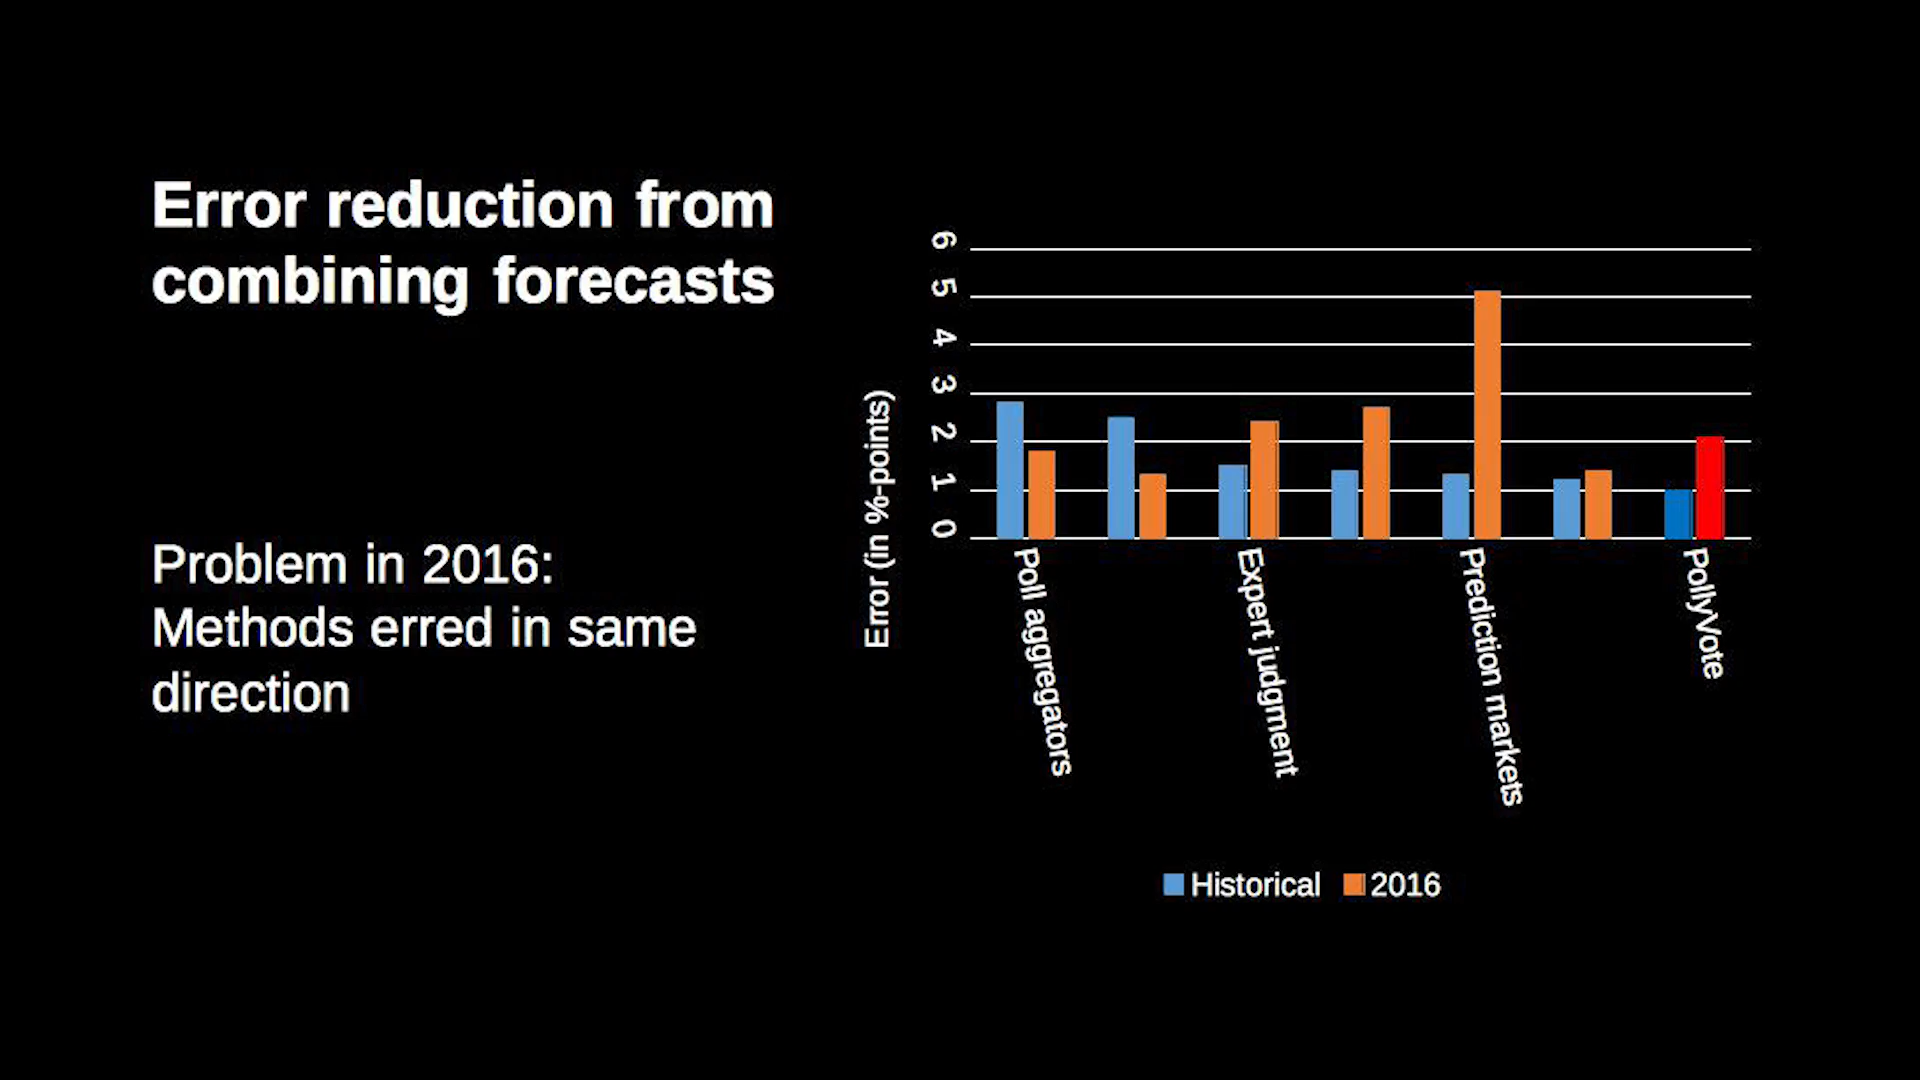 Error reduction from
combining forecasts
Problem in 2016:
Methods erred in same
direction
Error (in %-points)
6
5
4
3
2
1
0
Poll aggregators
Expert judgment
Prediction markets
PollyVote
Historical 2016